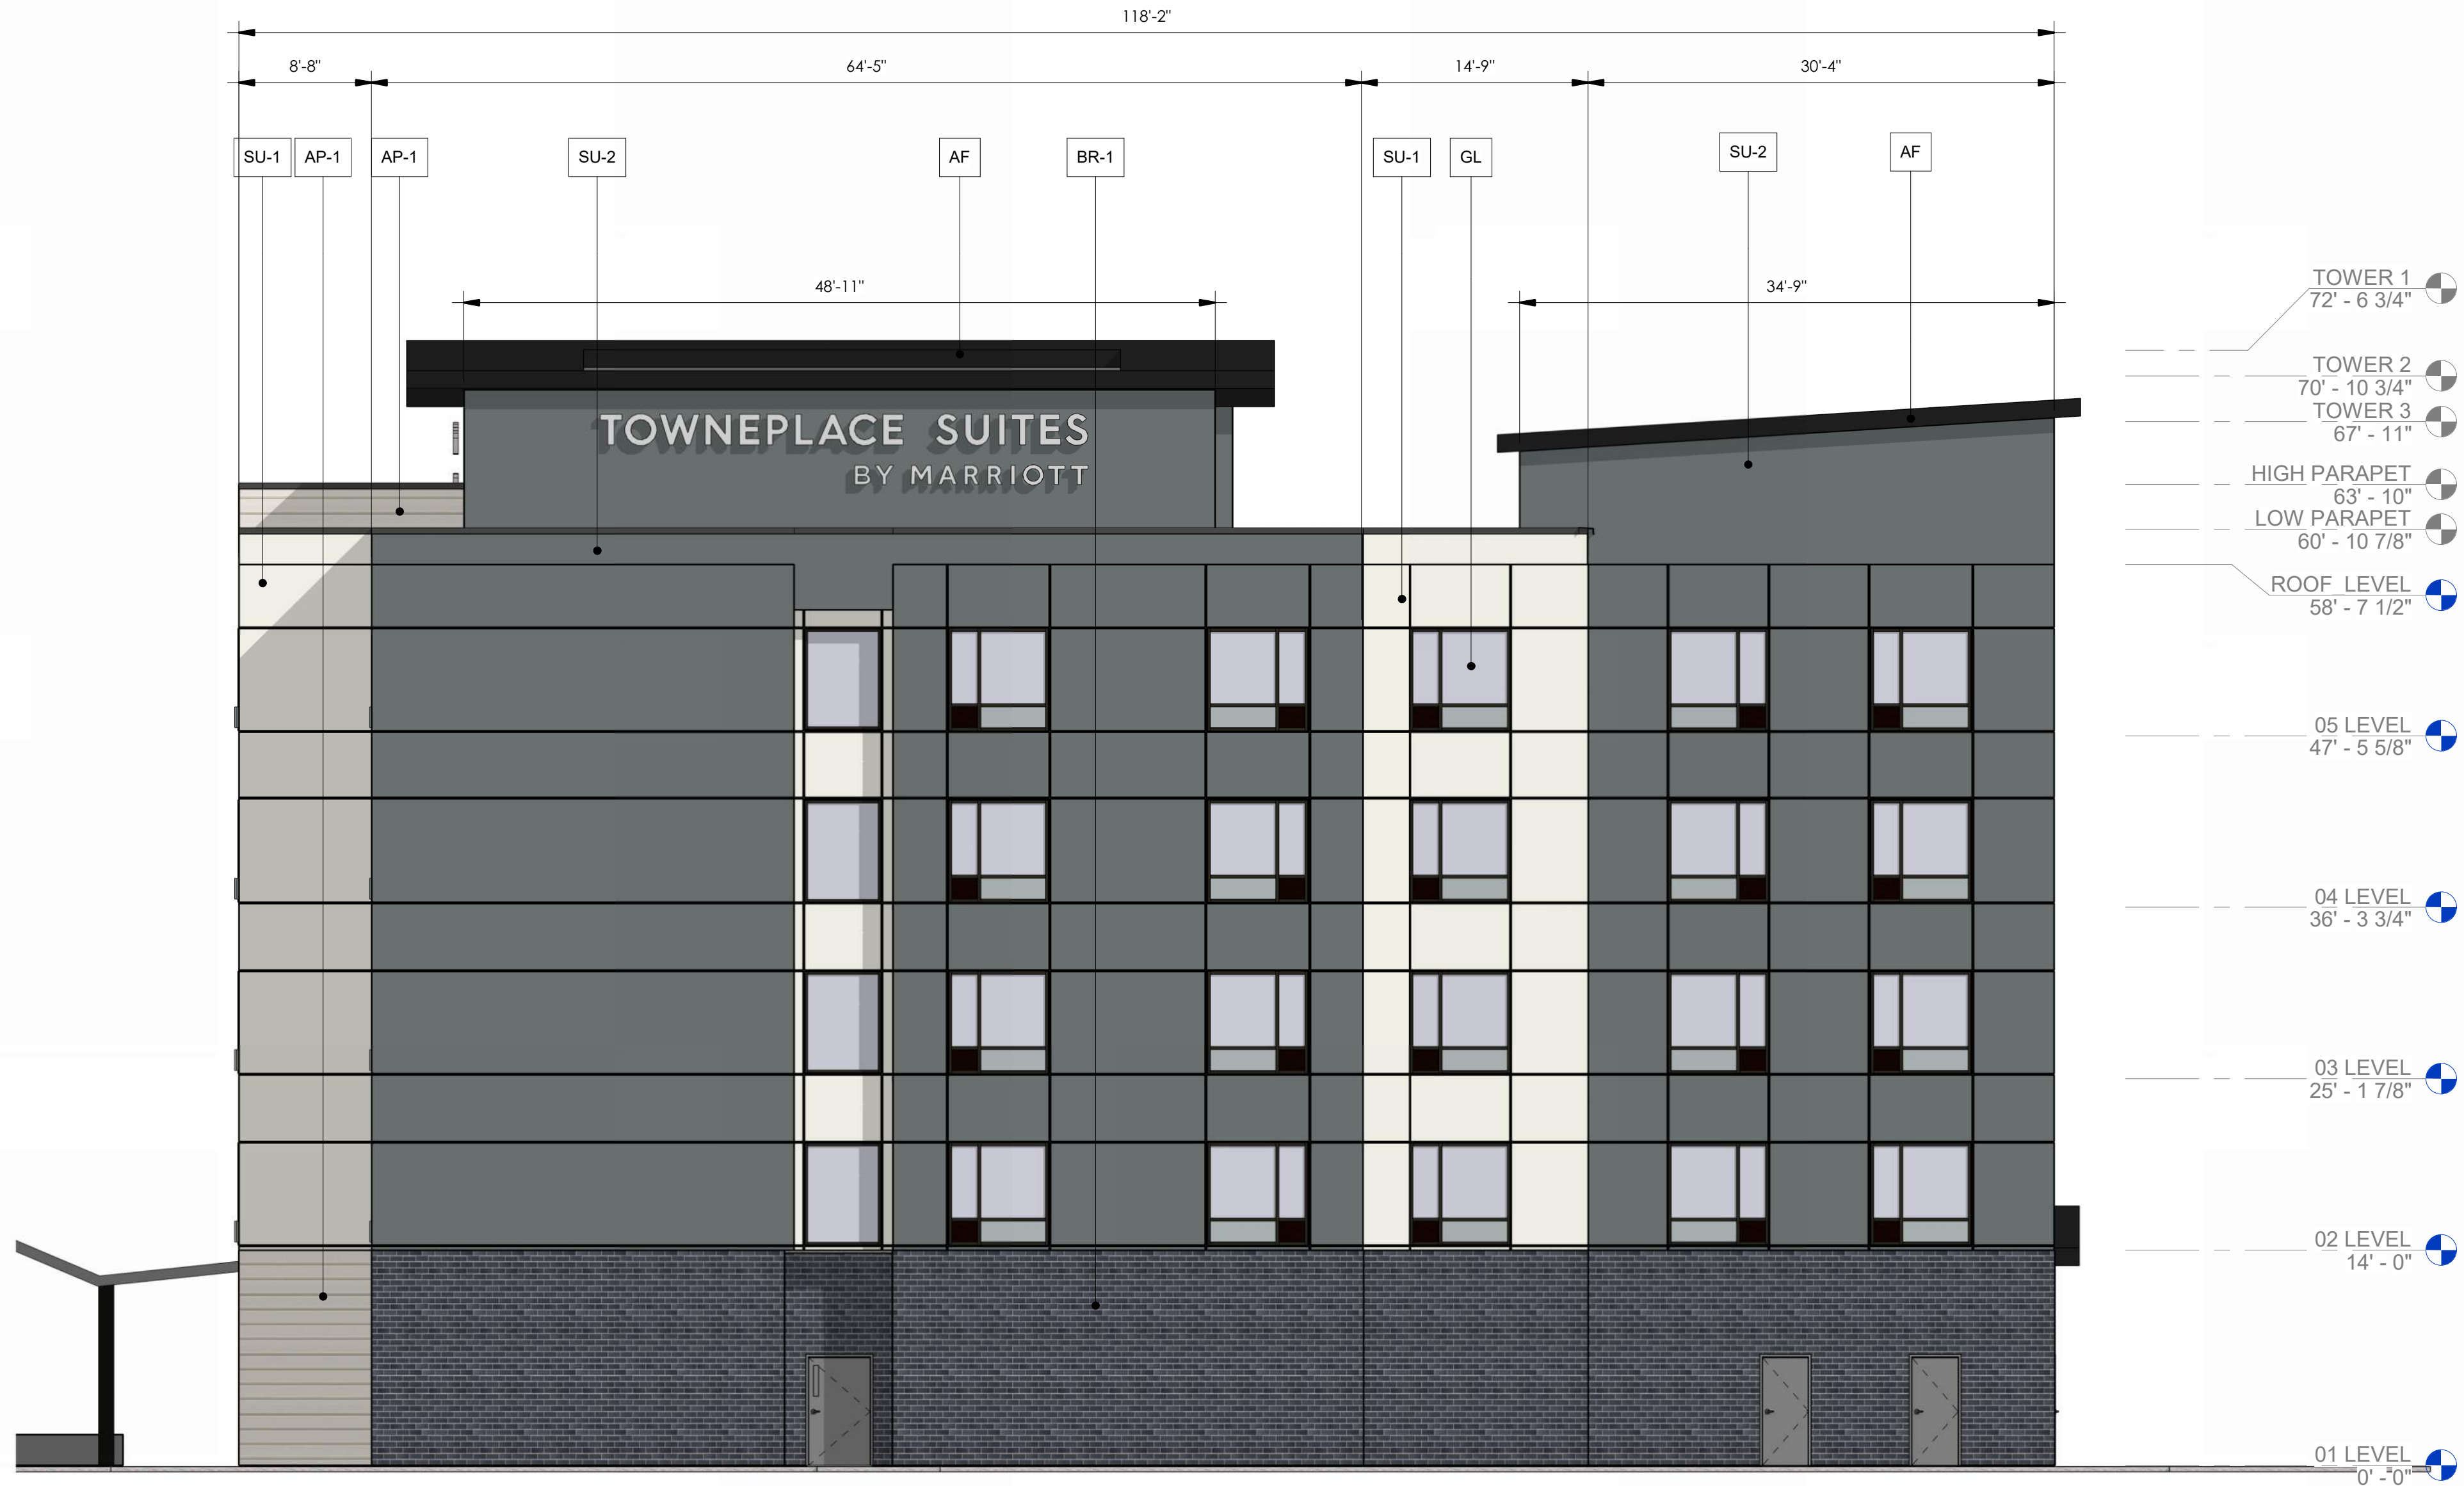 118'-2"
8'-8"
64'-5"
14'-9"
30'-4"
SU-1
AP-1
AP-1
SU-2
AF
BR-1
SU-1
GL
SU-2
AF
48'-11"
34'-9"
TOWNEPLACE SUITES
BY MARRIOTT
TOWER 1
72' - 6 3/4"
TOWER 2
70' - 10 3/4"
TOWER 3
67' - 11"
HIGH PARAPET
63' - 10"
LOW PARAPET
60' - 10 7/8"
ROOF LEVEL
58' - 7 1/2"
05 LEVEL
47' - 5 5/8"
04 LEVEL
36' - 3 3/4"
03 LEVEL
25' - 1 7/8"
02 LEVEL
14' - 0"
01 LEVEL
0' - 0"